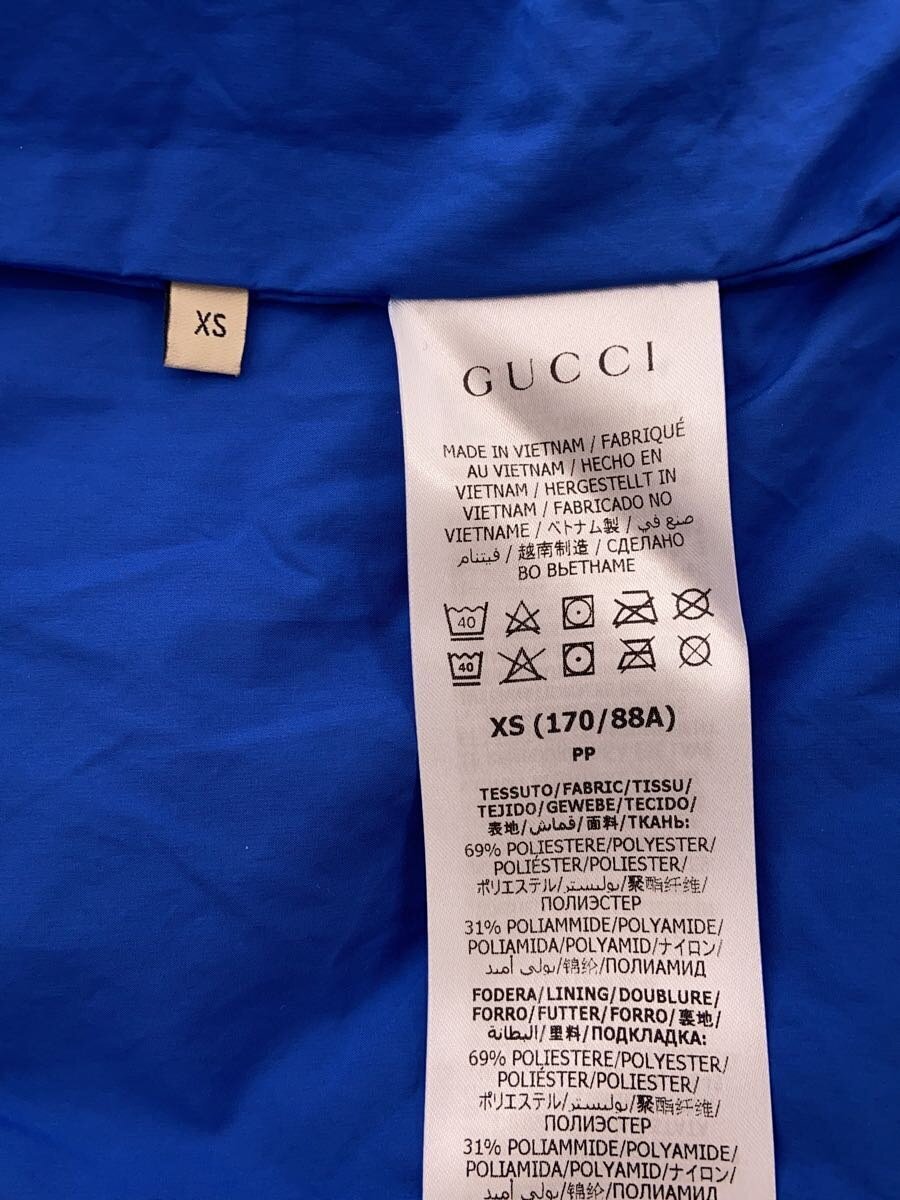 XS
GUCCI
MADE IN VIETNAM / FABRIQUÉ
AU VIETNAM / HECHO EN
VIETNAM / HERGESTELLT IN
VIETNAM / FABRICADO NO
VIETNAME / ベトナム製 / صنع في
فيتنام / 越南制造 / СДЕЛАНО
ВО ВЬЕТНАМЕ
40
40
XS (170/88A)
PP
TESSUTO/FABRIC/TISSU/
TEJIDO/GEWEBE/TECIDO/
表地/قماش/面料/ТКАНЬ:
69% POLIESTERE/POLYESTER/
POLIÉSTER/POLIESTER/
ポリエステル/بوليستر/聚酯纤维/
ПОЛИЭСТЕР
31% POLIAMMIDE/POLYAMIDE/
POLIAMIDA/POLYAMID/ナイロン/
بولي أميد/锦纶/ПОЛИАМИД
FODERA/LINING/DOUBLURE/
FORRO/FUTTER/FORRO/裏地/
البطانة/里料/ПОДКЛАДКА:
69% POLIESTERE/POLYESTER/
POLIÉSTER/POLIESTER/
ポリエステル/بوليستر/聚酯纤维/
ПОЛИЭСТЕР
31% POLIAMMIDE/POLYAMIDE/
POLIAMIDA/POLYAMID/ナイロン/
بولي أميد/锦纶/ПОЛИАМИД